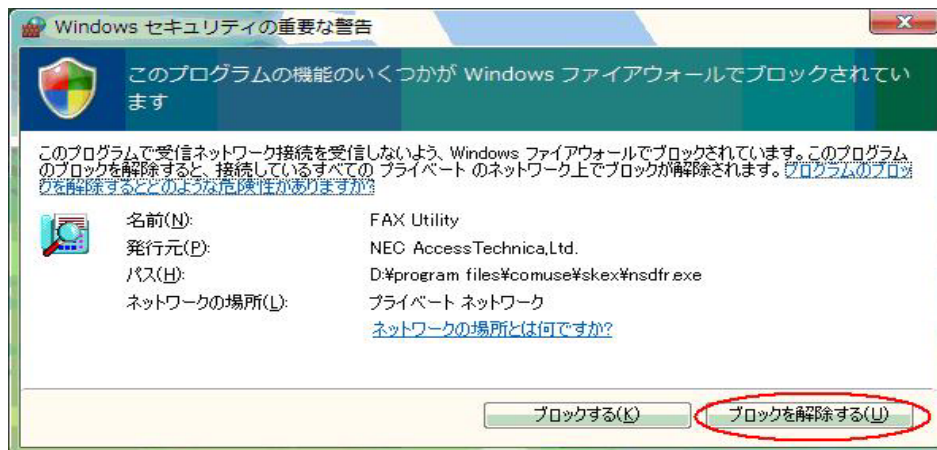 Windows セキュリティの重要な警告
このプログラムの機能のいくつかが Windows ファイアウォールでブロックされてい
ます
このプログラムで受信ネットワーク接続を受信しないよう、Windows ファイアウォールでブロックされています。このプログラム
のブロックを解除すると、接続しているすべての プライベート のネットワーク上でブロックが解除されます。プログラムのブロッ
クを解除するとどのような危険性がありますか?
名前(N): FAX Utility
発行元(P): NEC AccessTechnica,Ltd.
パス(H): D:¥program files¥comuse¥skex¥nsdfr.exe
ネットワークの場所(L): プライベート ネットワーク
ネットワークの場所とは何ですか?
ブロックする(K) ブロックを解除する(U)